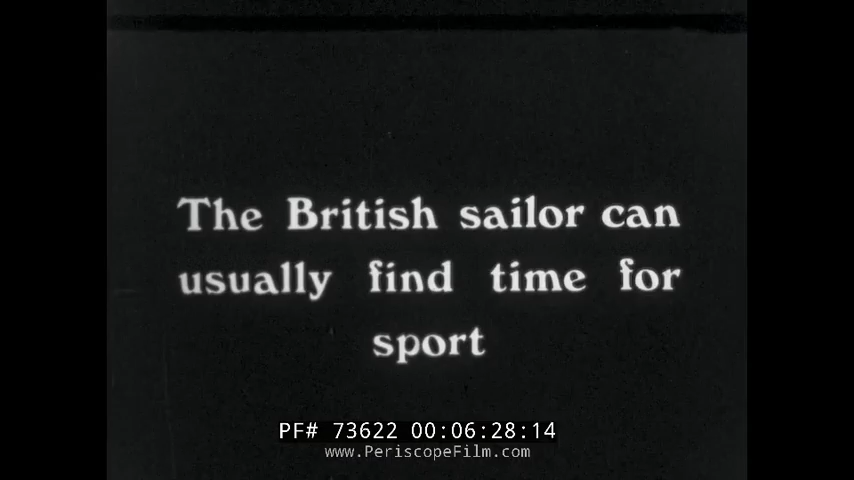 The British sailor can
usually find time for
sport
PF# 73622 00:06:28:14
www.PeriscopeFilm.com